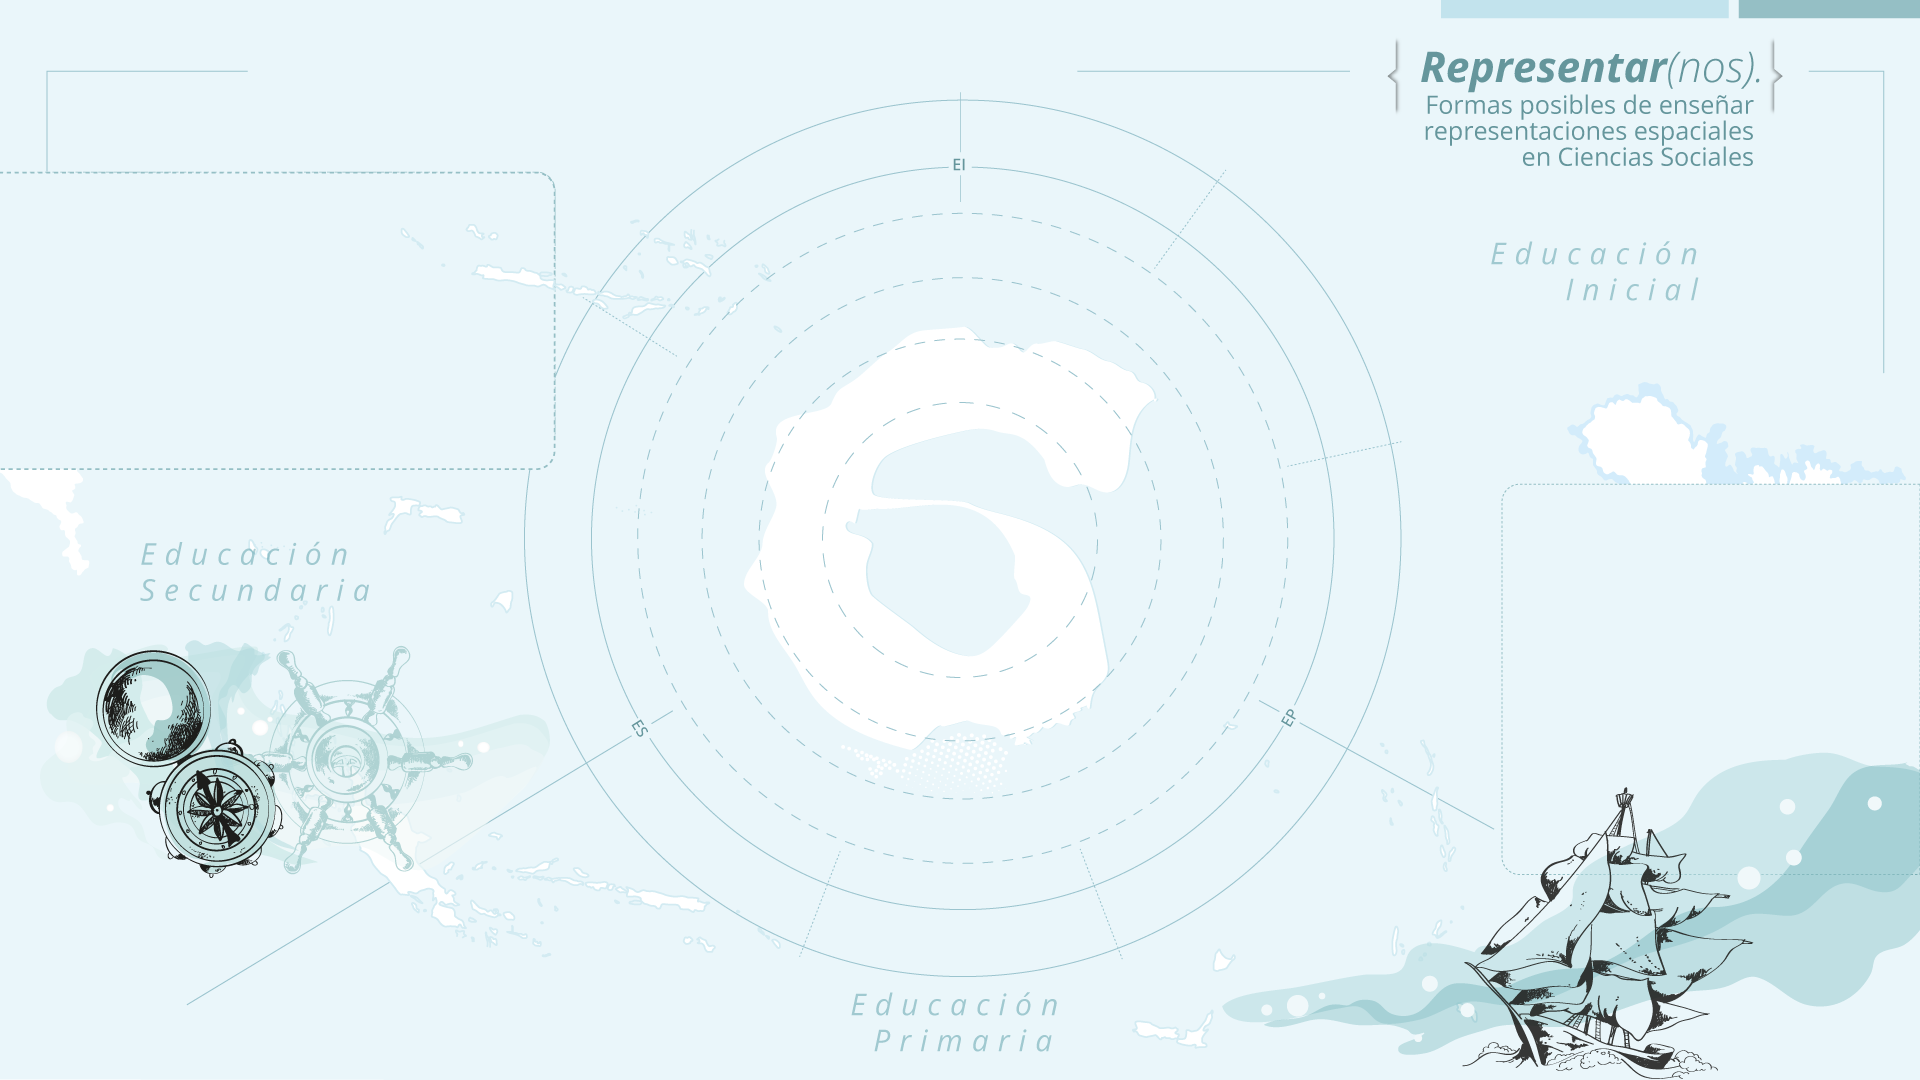 Representar(nos).
Formas posibles de enseñar
representaciones espaciales
en Ciencias Sociales
EI
Educación
Inicial
Educación
Secundaria
ES
EP
Educación
Primaria